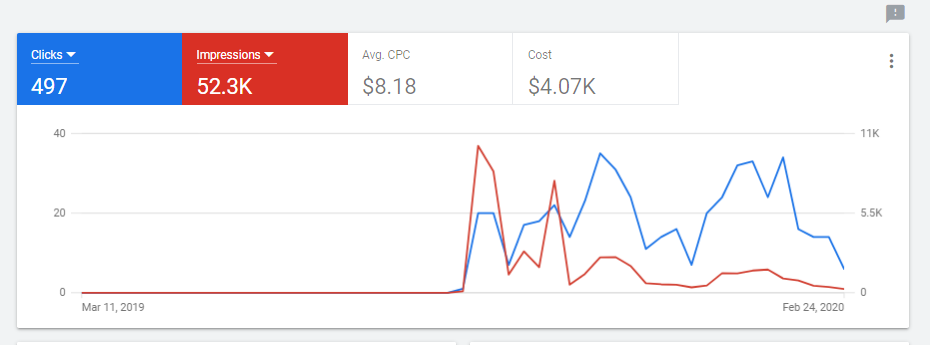 Clicks Impressions Avg. CPC Cost
497 52.3K $8.18 $4.07K
40 11K
20 5.5K
0 0
Mar 11, 2019 Feb 24, 2020